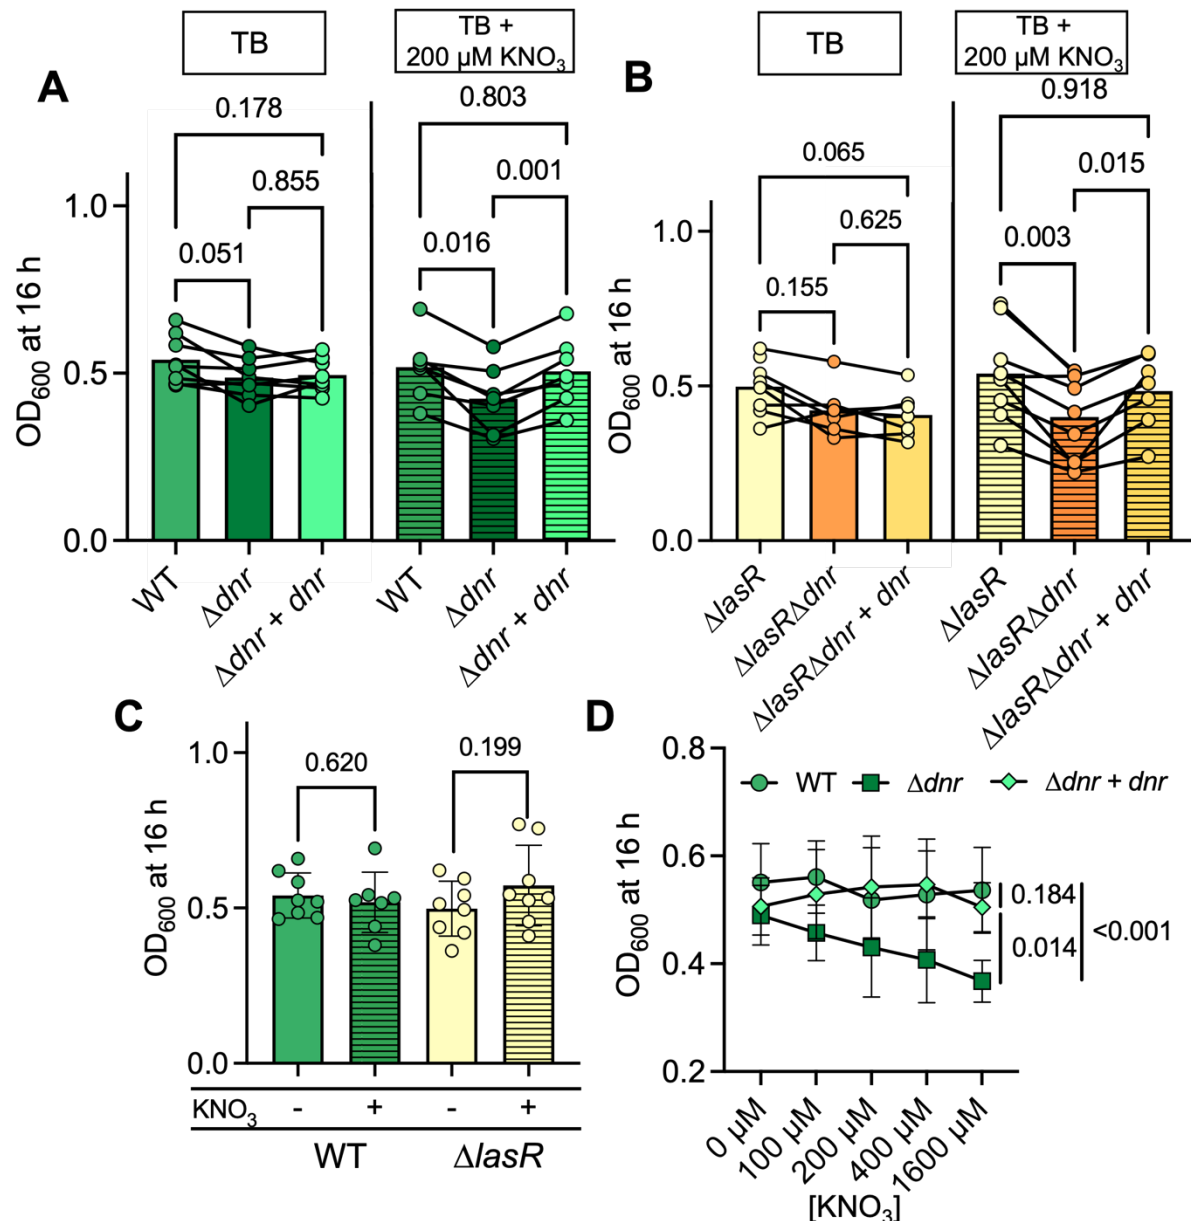 TB
TB +
200 µM KNO3
A
0.178
0.803
0.855
0.001
0.051
0.016
OD600 at 16 h
1.0
0.5
0.0
WT
Δdnr
Δdnr + dnr
WT
Δdnr
Δdnr + dnr
TB
TB +
200 µM KNO3
B
0.918
0.065
0.015
0.625
0.003
0.155
OD600 at 16 h
1.0
0.5
0.0
ΔlasR
ΔlasRΔdnr
ΔlasRΔdnr + dnr
ΔlasR
ΔlasRΔdnr
ΔlasRΔdnr + dnr
C
OD600 at 16 h
1.0
0.5
0.0
0.620
0.199
KNO3 - + - +
WT ΔlasR
D
OD600 at 16 h
0.8
0.6
0.4
0.2
WT Δdnr Δdnr + dnr
0.184
0.014
<0.001
0 µM
100 µM
200 µM
400 µM
1600 µM
[KNO3]